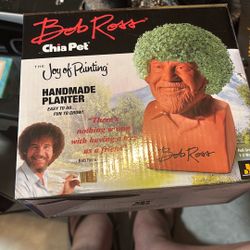 Bob Ross
Chia Pet
THE Joy of Painting
HANDMADE
PLANTER
EASY TO DO...
FUN TO GROW!
"There's
nothing wrong
with having a tree
as a friend"
Bob Ross